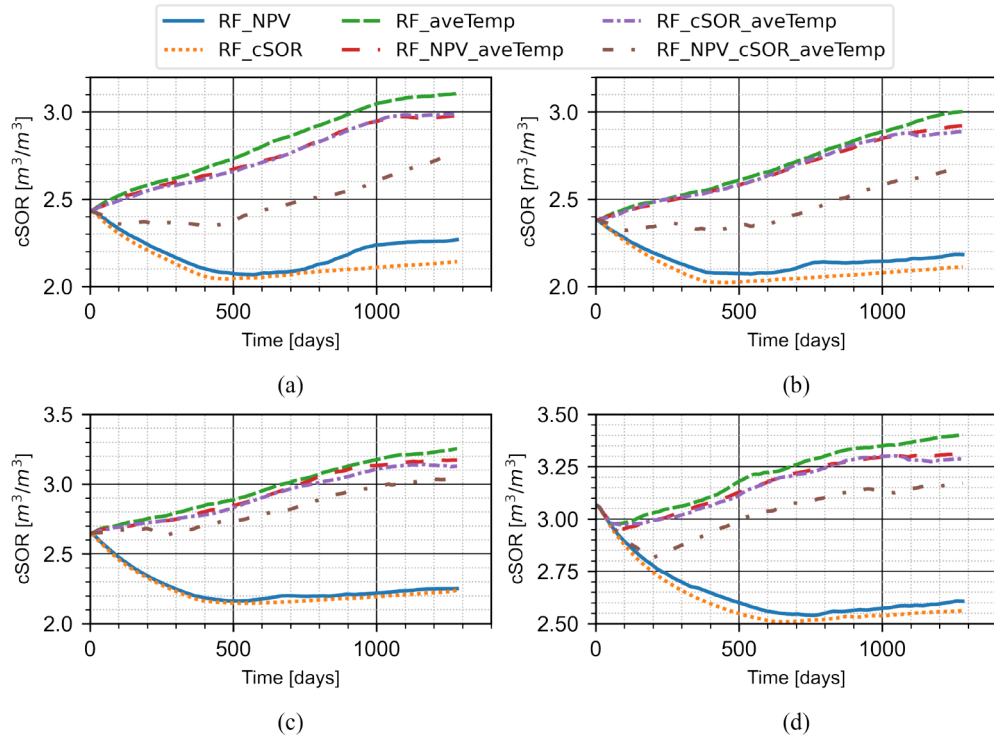 RF_NPV RF_aveTemp RF_cSOR_aveTemp
RF_cSOR RF_NPV_aveTemp RF_NPV_cSOR_aveTemp
cSOR [m³/m³]
3.0
2.5
2.0
0 500 1000
Time [days]
(a)
cSOR [m³/m³]
3.0
2.5
2.0
0 500 1000
Time [days]
(b)
cSOR [m³/m³]
3.5
3.0
2.5
2.0
0 500 1000
Time [days]
(c)
cSOR [m³/m³]
3.50
3.25
3.00
2.75
2.50
0 500 1000
Time [days]
(d)